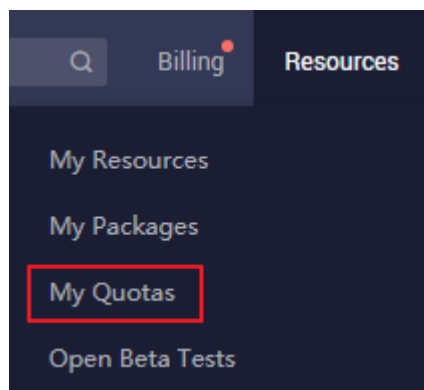 Billing Resources
My Resources
My Packages
My Quotas
Open Beta Tests